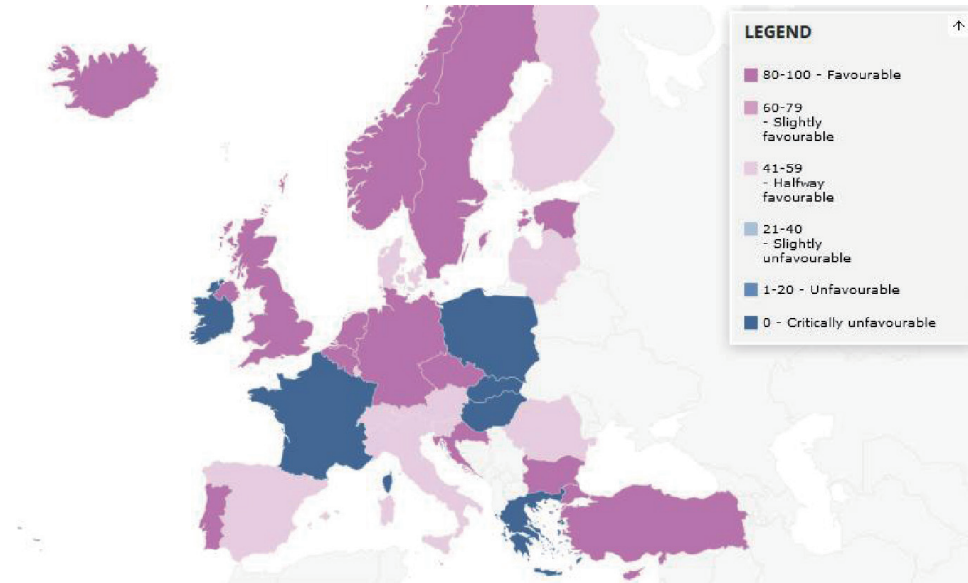 LEGEND
80-100 - Favourable
60-79
- Slightly
favourable
41-59
- Halfway
favourable
21-40
- Slightly
unfavourable
1-20 - Unfavourable
0 - Critically unfavourable